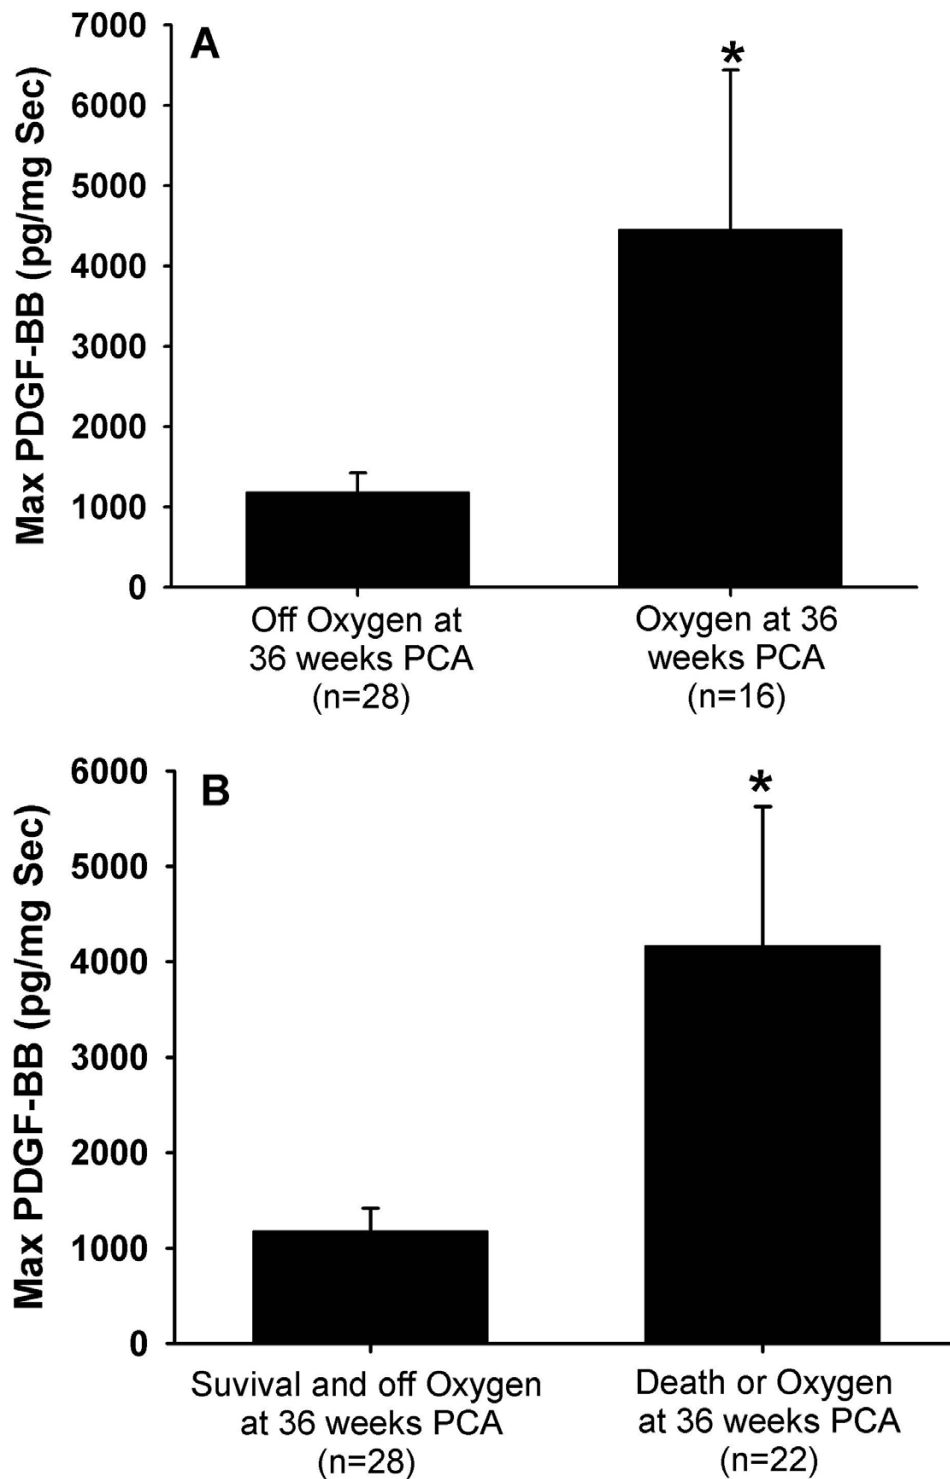 A
*
Max PDGF-BB (pg/mg Sec)
7000
6000
5000
4000
3000
2000
1000
0
Off Oxygen at
36 weeks PCA
(n=28)
Oxygen at 36
weeks PCA
(n=16)
B
*
Max PDGF-BB (pg/mg Sec)
6000
5000
4000
3000
2000
1000
0
Suvival and off Oxygen
at 36 weeks PCA
(n=28)
Death or Oxygen
at 36 weeks PCA
(n=22)